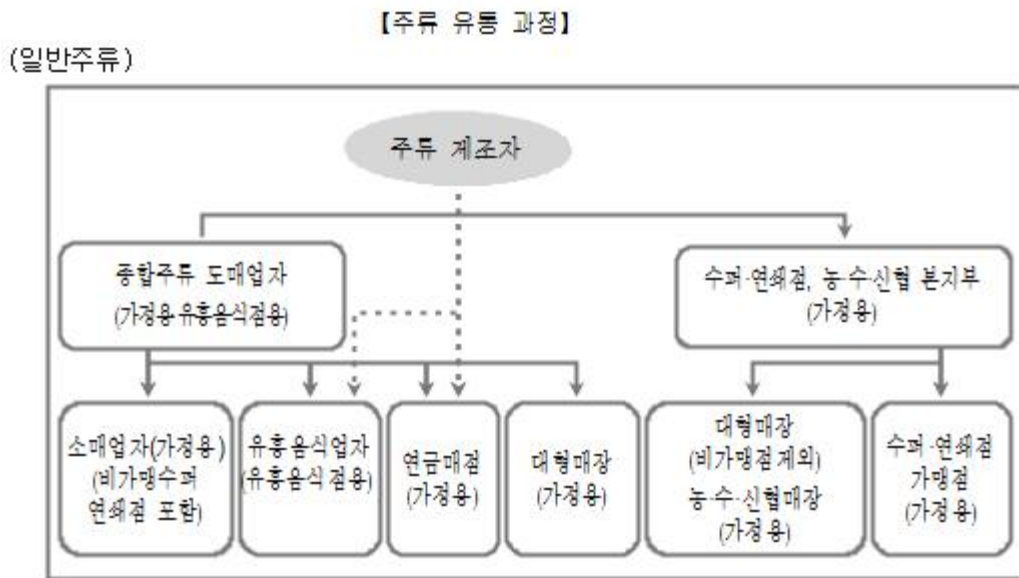 【주류 유통 과정】
(일반주류)
주류 제조자
종합주류 도매업자
(가정용·유흥음식점용)
수퍼·연쇄점, 농·수·신협 본지부
(가정용)
소매업자(가정용)
(비가맹수퍼
연쇄점 포함)
유흥음식업자
(유흥음식점용)
연금매점
(가정용)
대형매장
(가정용)
대형매장
(비가맹점 제외)
농·수·신협매장
(가정용)
수퍼·연쇄점
가맹점
(가정용)